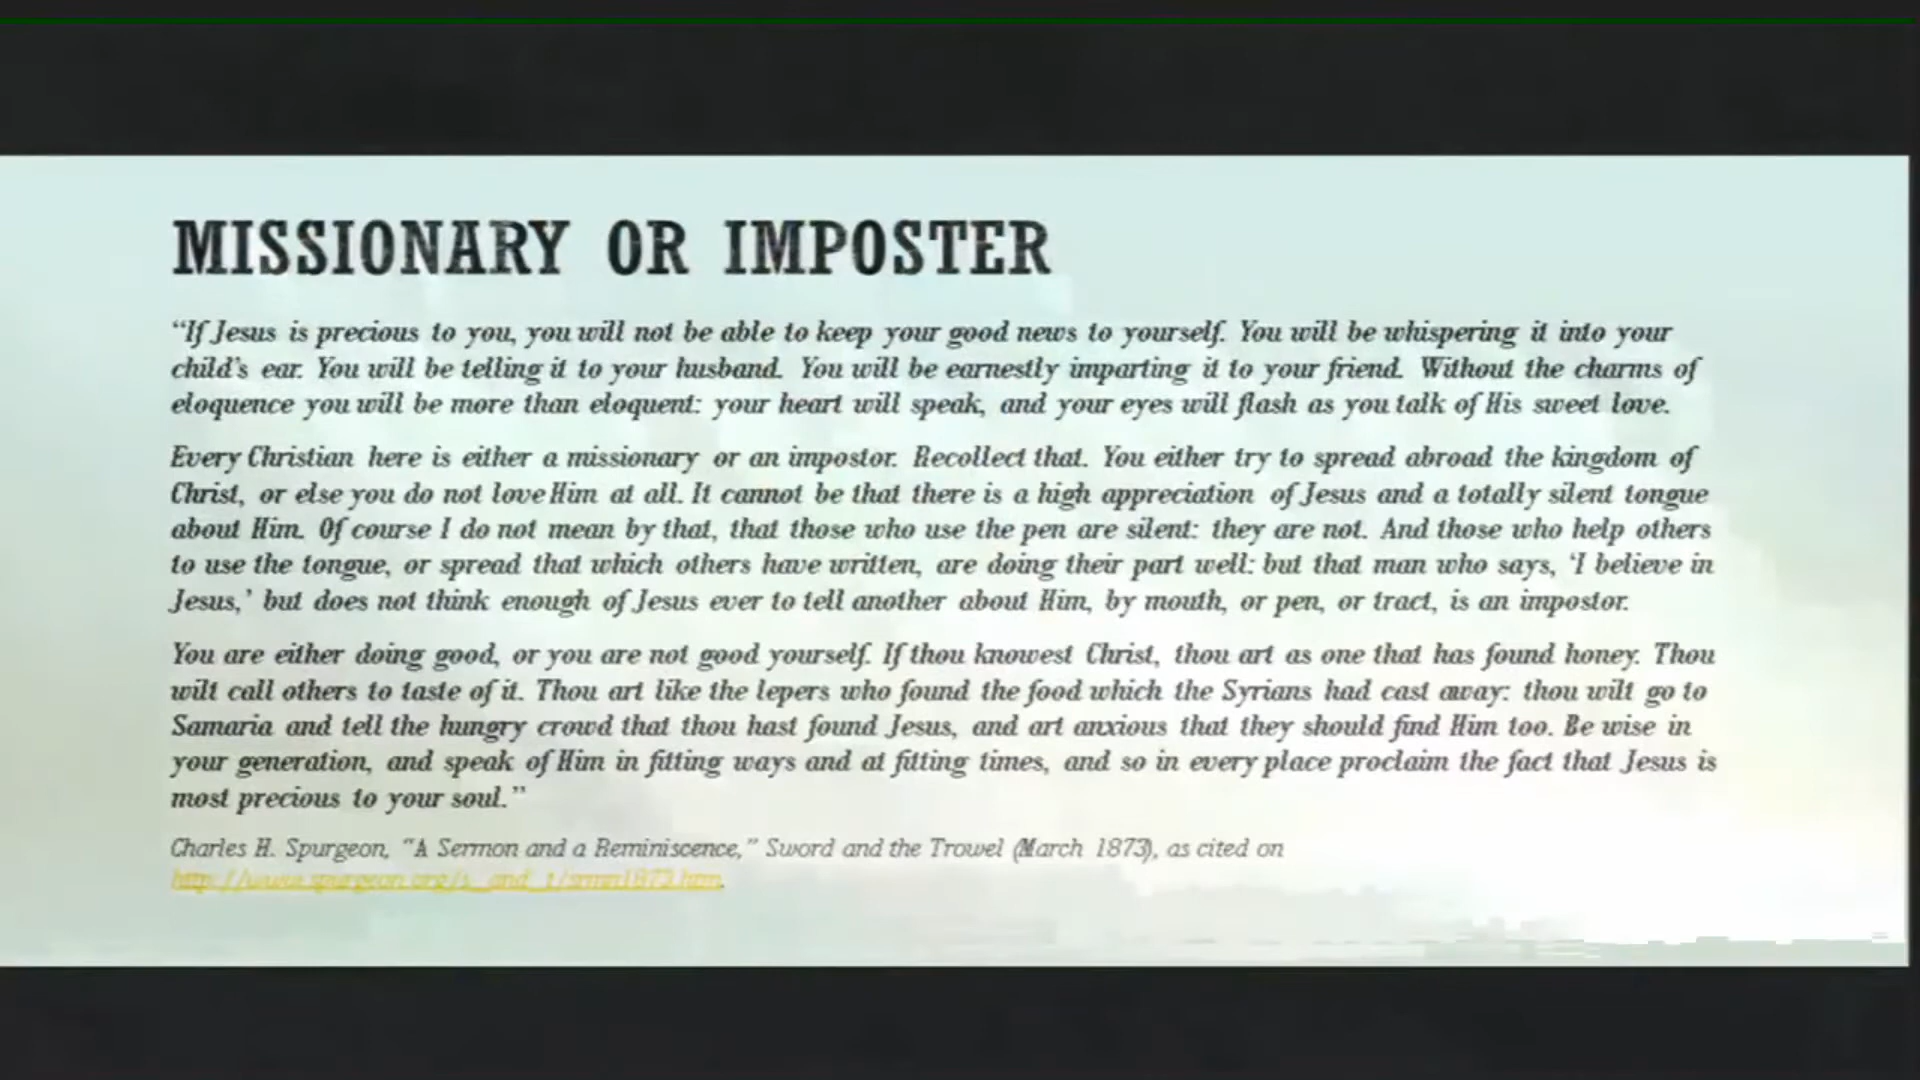 MISSIONARY OR IMPOSTER
“If Jesus is precious to you, you will not be able to keep your good news to yourself. You will be whispering it into your
child’s ear. You will be telling it to your husband. You will be earnestly imparting it to your friend. Without the charms of
eloquence you will be more than eloquent: your heart will speak, and your eyes will flash as you talk of His sweet love.
Every Christian here is either a missionary or an impostor. Recollect that. You either try to spread abroad the kingdom of
Christ, or else you do not love Him at all. It cannot be that there is a high appreciation of Jesus and a totally silent tongue
about Him. Of course I do not mean by that, that those who use the pen are silent: they are not. And those who help others
to use the tongue, or spread that which others have written, are doing their part well: but that man who says, ‘I believe in
Jesus,’ but does not think enough of Jesus ever to tell another about Him, by mouth, or pen, or tract, is an impostor.
You are either doing good, or you are not good yourself. If thou knowest Christ, thou art as one that has found honey. Thou
wilt call others to taste of it. Thou art like the lepers who found the food which the Syrians had cast away: thou wilt go to
Samaria and tell the hungry crowd that thou hast found Jesus, and art anxious that they should find Him too. Be wise in
your generation, and speak of Him in fitting ways and at fitting times, and so in every place proclaim the fact that Jesus is
most precious to your soul.”
Charles H. Spurgeon, “A Sermon and a Reminiscence,” Sword and the Trowel (March 1873), as cited on
http://www.spurgeon.org/s_and_t/srmn1873.htm.